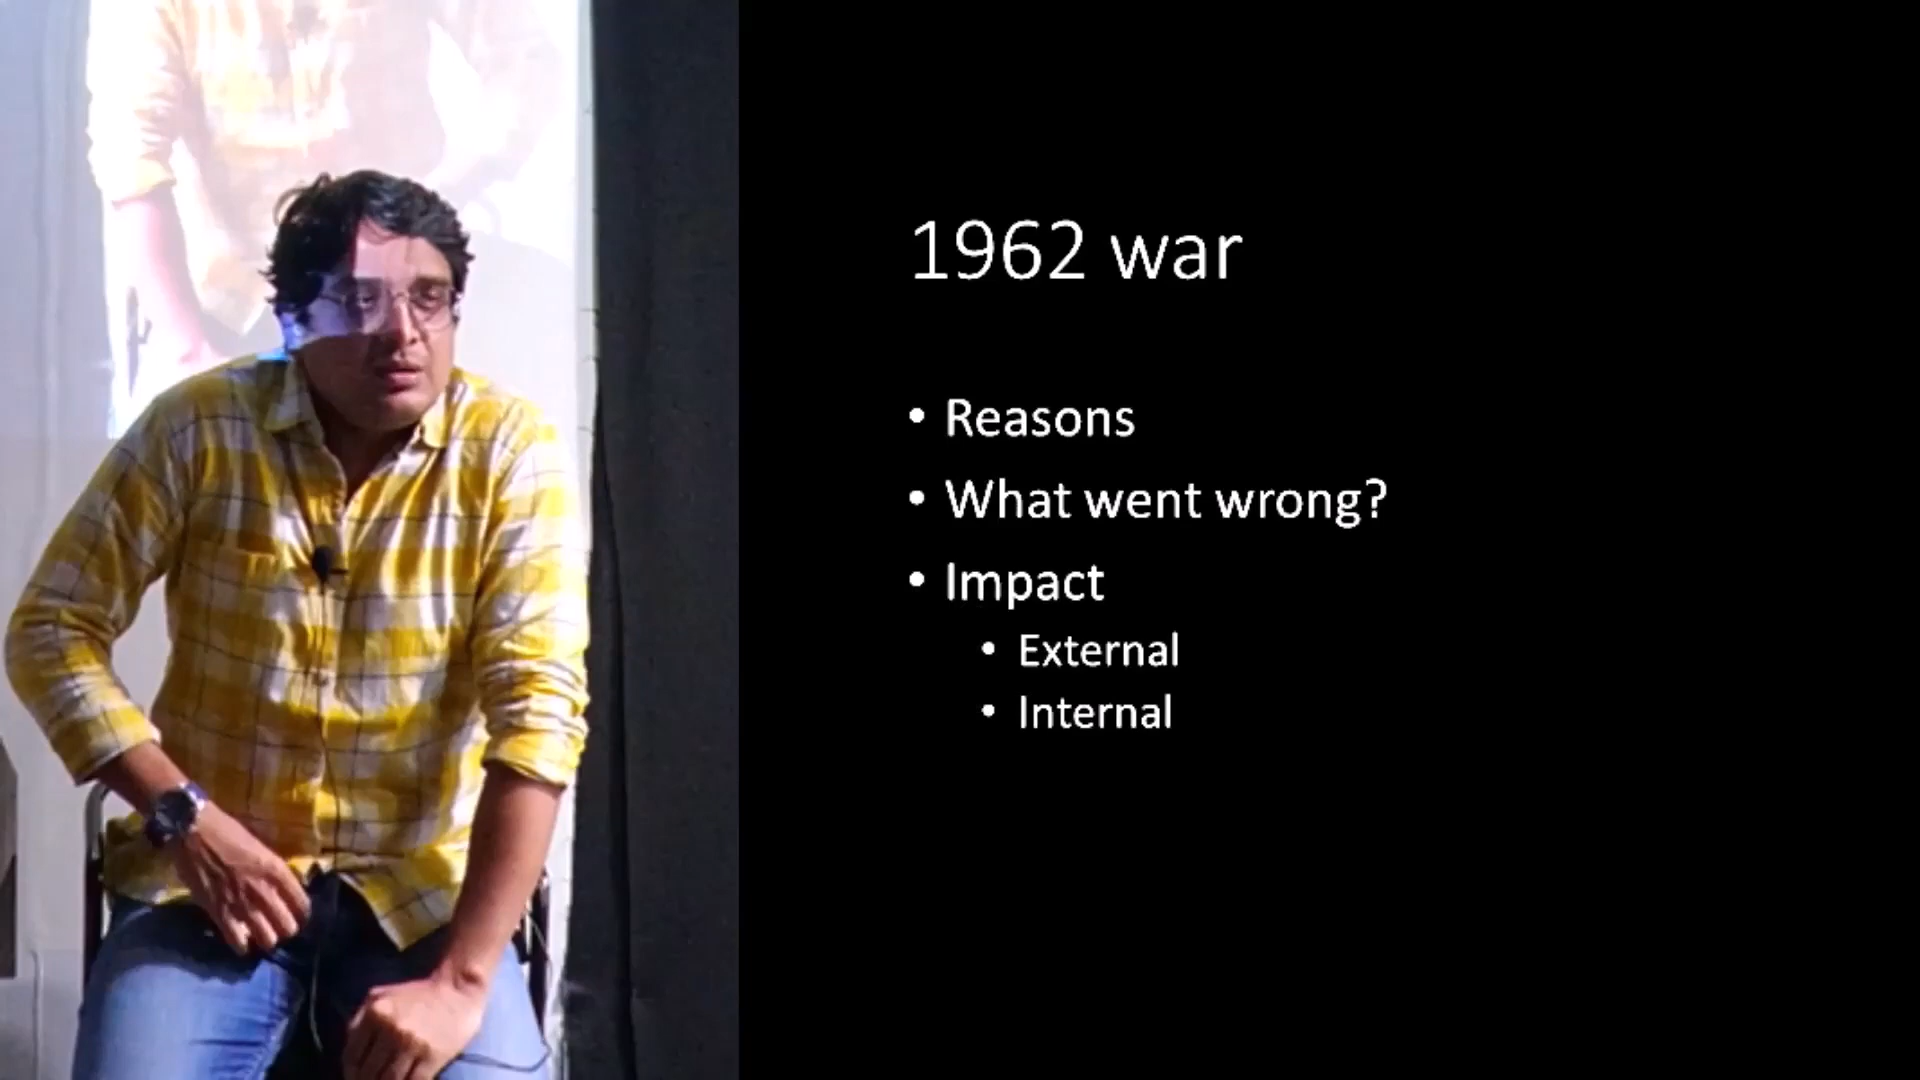 1962 war
• Reasons
• What went wrong?
• Impact
• External
• Internal